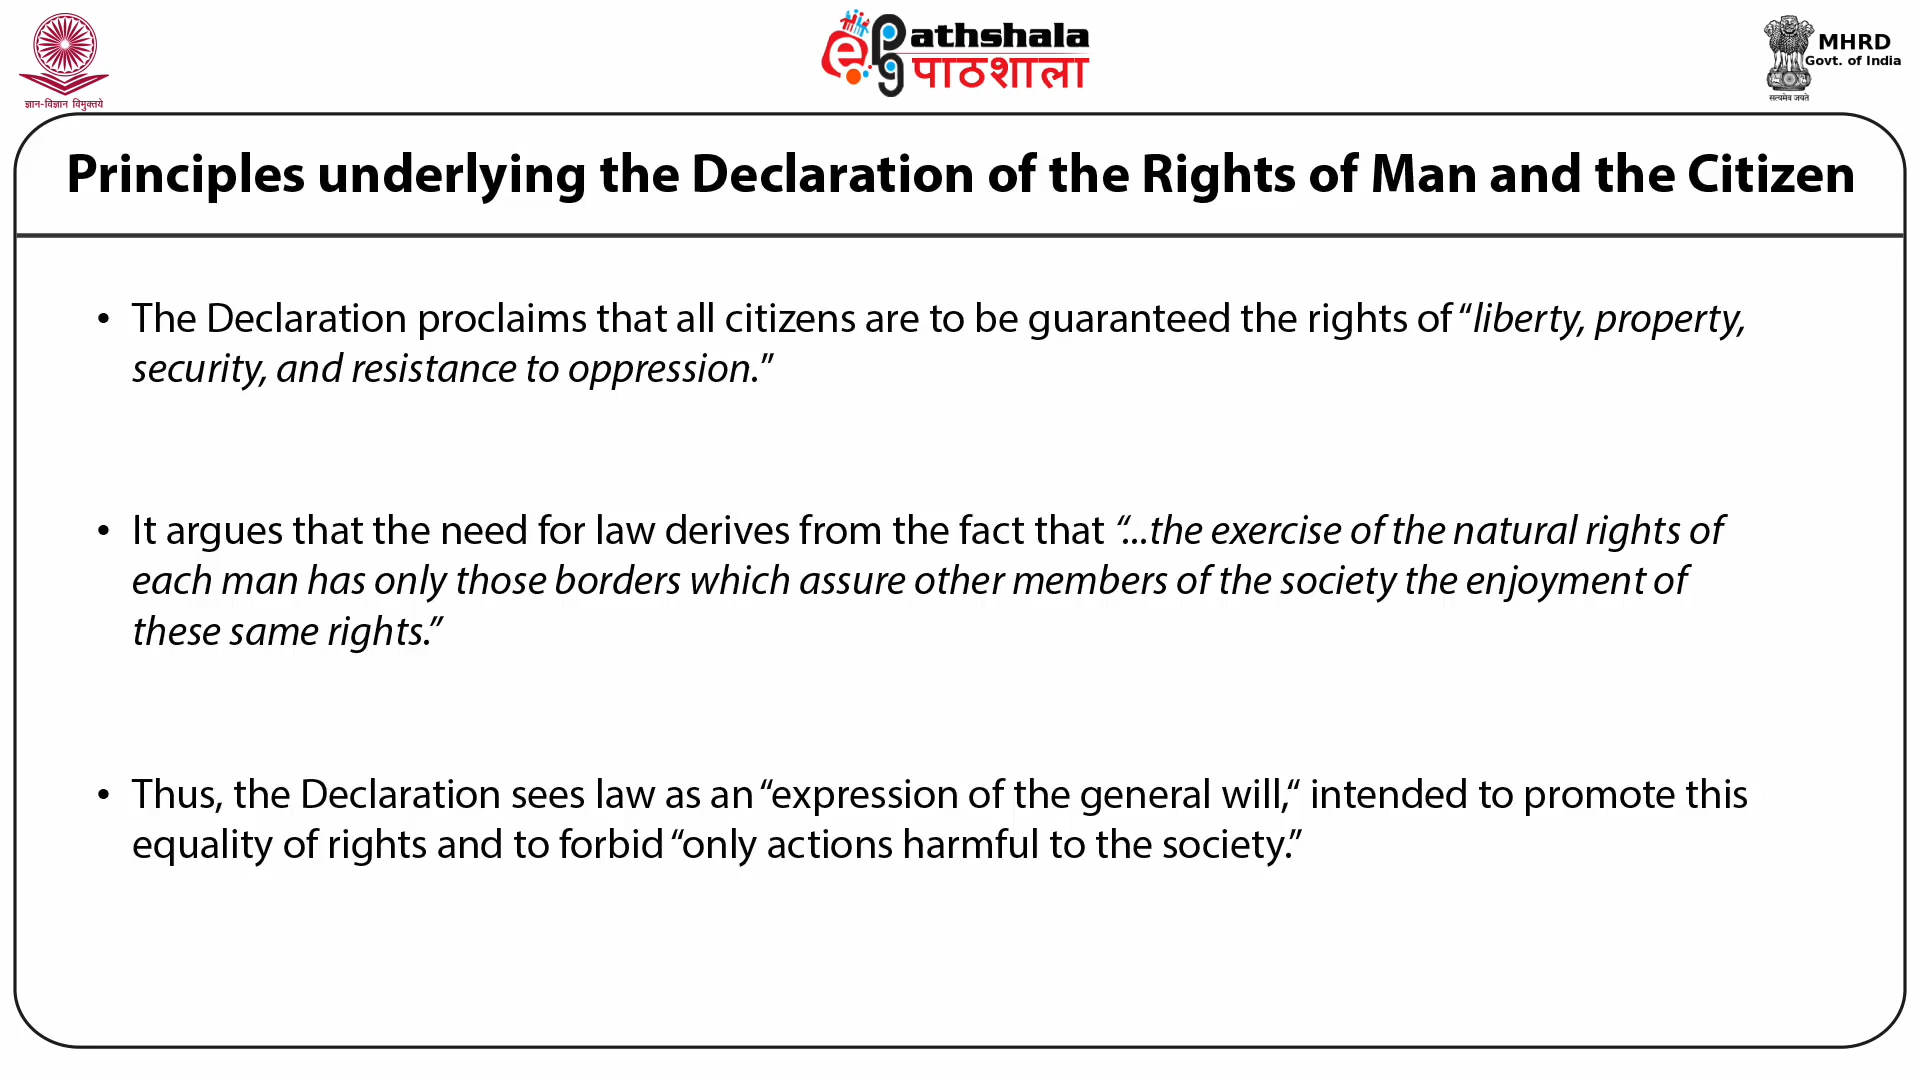 ज्ञान-विज्ञान विमुक्तये
ePathshala
पाठशाला
MHRD
Govt. of India
सत्यमेव जयते
Principles underlying the Declaration of the Rights of Man and the Citizen
• The Declaration proclaims that all citizens are to be guaranteed the rights of “liberty, property,
security, and resistance to oppression.”
• It argues that the need for law derives from the fact that “...the exercise of the natural rights of
each man has only those borders which assure other members of the society the enjoyment of
these same rights.”
• Thus, the Declaration sees law as an “expression of the general will,“ intended to promote this
equality of rights and to forbid “only actions harmful to the society.”